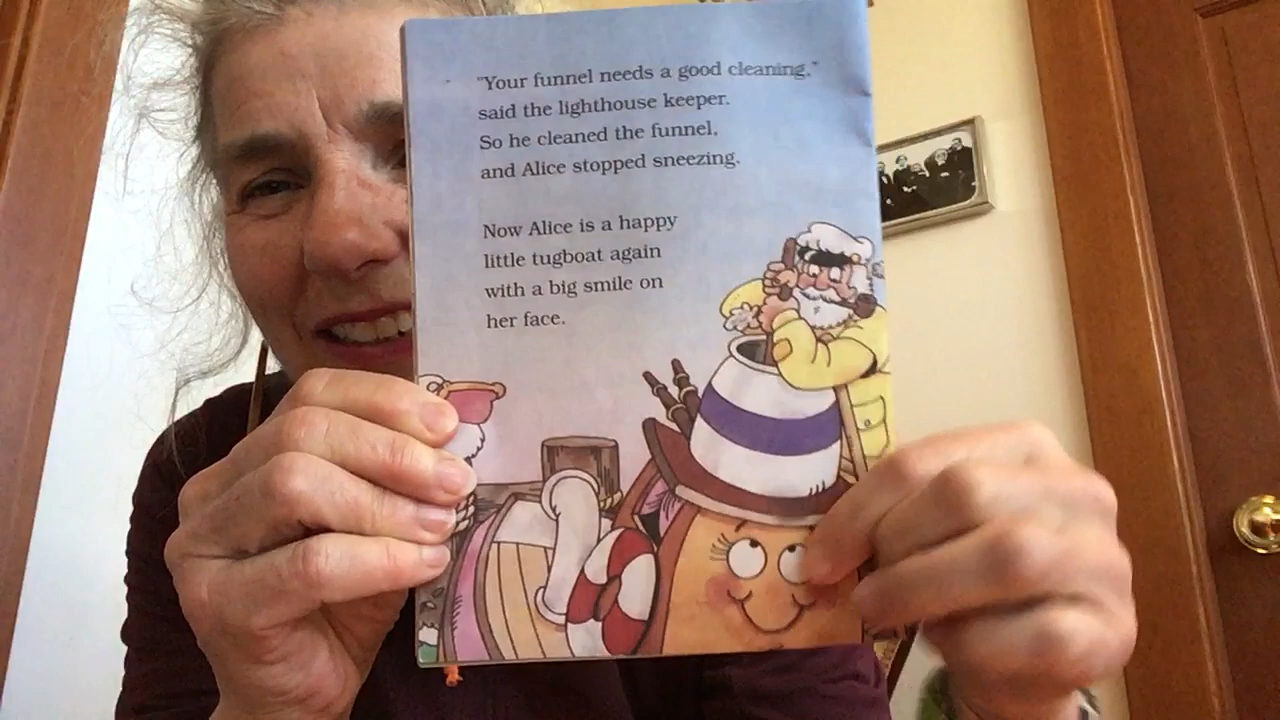 "Your funnel needs a good cleaning,"
said the lighthouse keeper.
So he cleaned the funnel,
and Alice stopped sneezing.
Now Alice is a happy
little tugboat again
with a big smile on
her face.